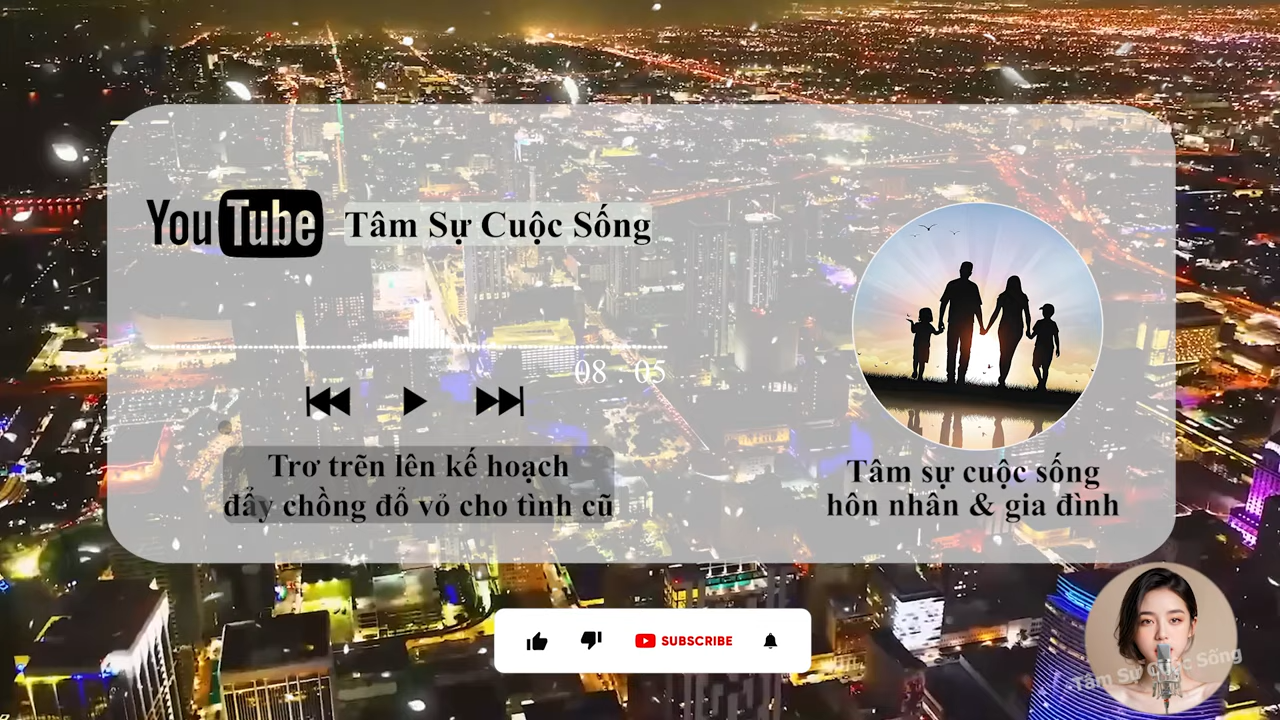 YouTube
Tâm Sự Cuộc Sống
08 : 05
Trơ trẽn lên kế hoạch
đẩy chồng đổ vỏ cho tình cũ
Tâm sự cuộc sống
hôn nhân & gia đình
SUBSCRIBE
Tâm Sự Cuộc Sống